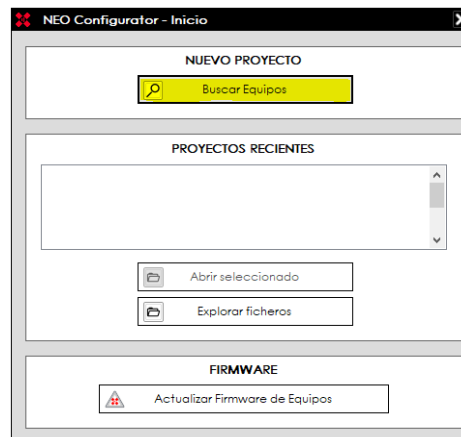 NEO Configurator - Inicio
NUEVO PROYECTO
Buscar Equipos
PROYECTOS RECIENTES
Abrir seleccionado
Explorar ficheros
FIRMWARE
Actualizar Firmware de Equipos